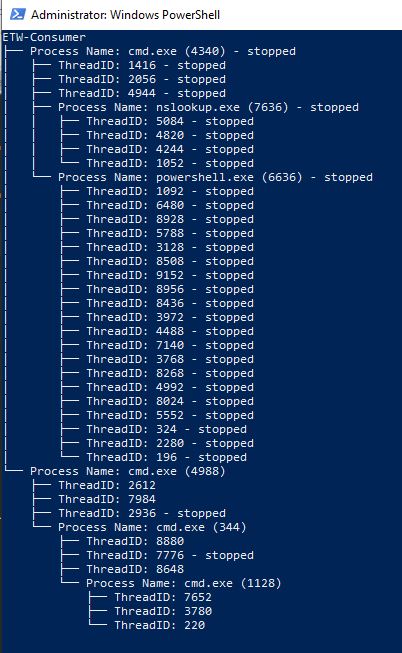 Administrator: Windows PowerShell
ETW-Consumer
├── Process Name: cmd.exe (4340) - stopped
│   ├── ThreadID: 1416 - stopped
│   ├── ThreadID: 2056 - stopped
│   ├── ThreadID: 4944 - stopped
│   ├── Process Name: nslookup.exe (7636) - stopped
│   │   ├── ThreadID: 5084 - stopped
│   │   ├── ThreadID: 4820 - stopped
│   │   ├── ThreadID: 4244 - stopped
│   │   └── ThreadID: 1052 - stopped
│   └── Process Name: powershell.exe (6636) - stopped
│       ├── ThreadID: 1092 - stopped
│       ├── ThreadID: 6480 - stopped
│       ├── ThreadID: 8928 - stopped
│       ├── ThreadID: 5788 - stopped
│       ├── ThreadID: 3128 - stopped
│       ├── ThreadID: 8508 - stopped
│       ├── ThreadID: 9152 - stopped
│       ├── ThreadID: 8956 - stopped
│       ├── ThreadID: 8436 - stopped
│       ├── ThreadID: 3972 - stopped
│       ├── ThreadID: 4488 - stopped
│       ├── ThreadID: 7140 - stopped
│       ├── ThreadID: 3768 - stopped
│       ├── ThreadID: 8268 - stopped
│       ├── ThreadID: 4992 - stopped
│       ├── ThreadID: 8024 - stopped
│       ├── ThreadID: 5552 - stopped
│       ├── ThreadID: 324 - stopped
│       ├── ThreadID: 2280 - stopped
│       └── ThreadID: 196 - stopped
└── Process Name: cmd.exe (4988)
    ├── ThreadID: 2612
    ├── ThreadID: 7984
    ├── ThreadID: 2936 - stopped
    └── Process Name: cmd.exe (344)
        ├── ThreadID: 8880
        ├── ThreadID: 7776 - stopped
        ├── ThreadID: 8648
        └── Process Name: cmd.exe (1128)
            ├── ThreadID: 7652
            ├── ThreadID: 3780
            └── ThreadID: 220